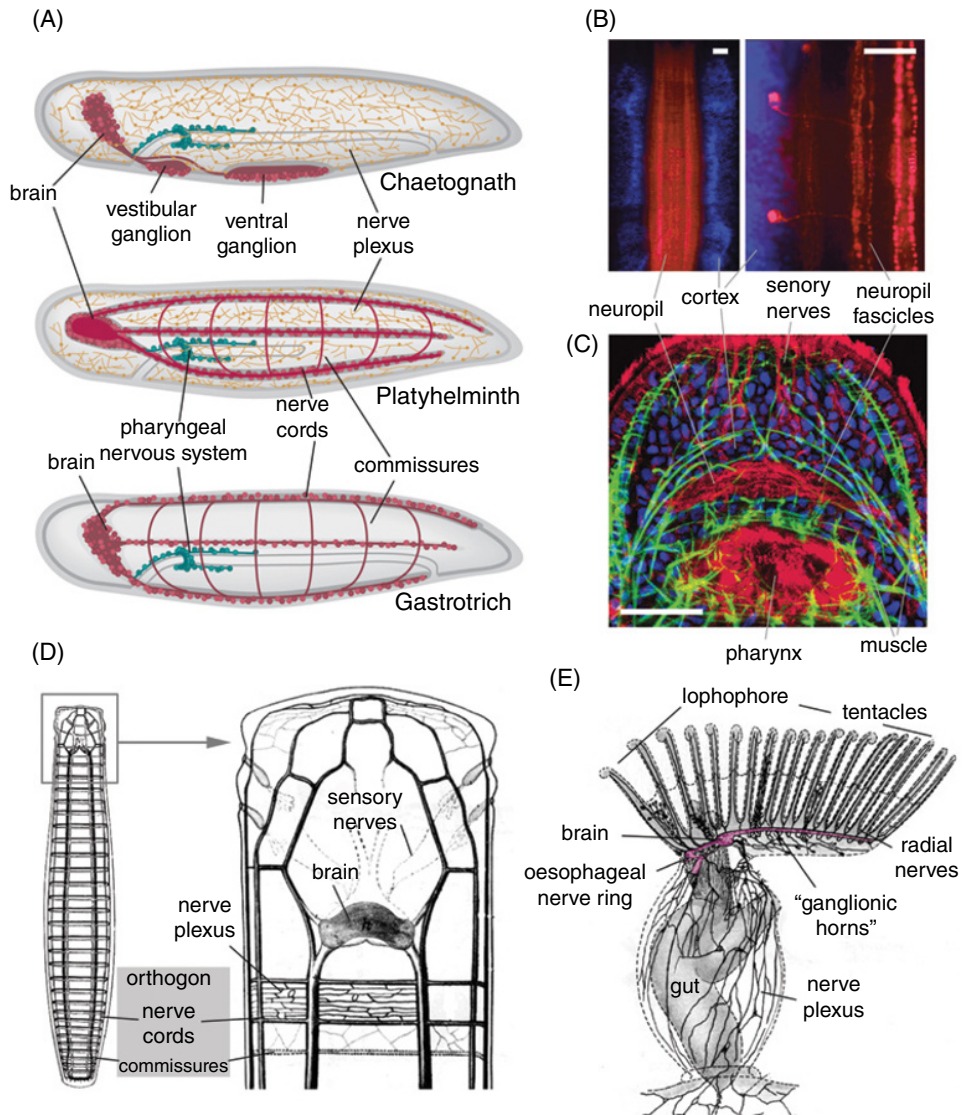 (A)
brain
vestibular
ganglion
ventral
ganglion
nerve
plexus
Chaetognath
Platyhelminth
pharyngeal
nervous system
nerve
cords
commissures
brain
Gastrotrich
(B)
neuropil
cortex
senory
nerves
neuropil
fascicles
(C)
pharynx
muscle
(D)
sensory
nerves
brain
h
nerve
plexus
orthogon
nerve
cords
commissures
(E)
lophophore
tentacles
brain
radial
nerves
oesophageal
nerve ring
“ganglionic
horns”
gut
nerve
plexus